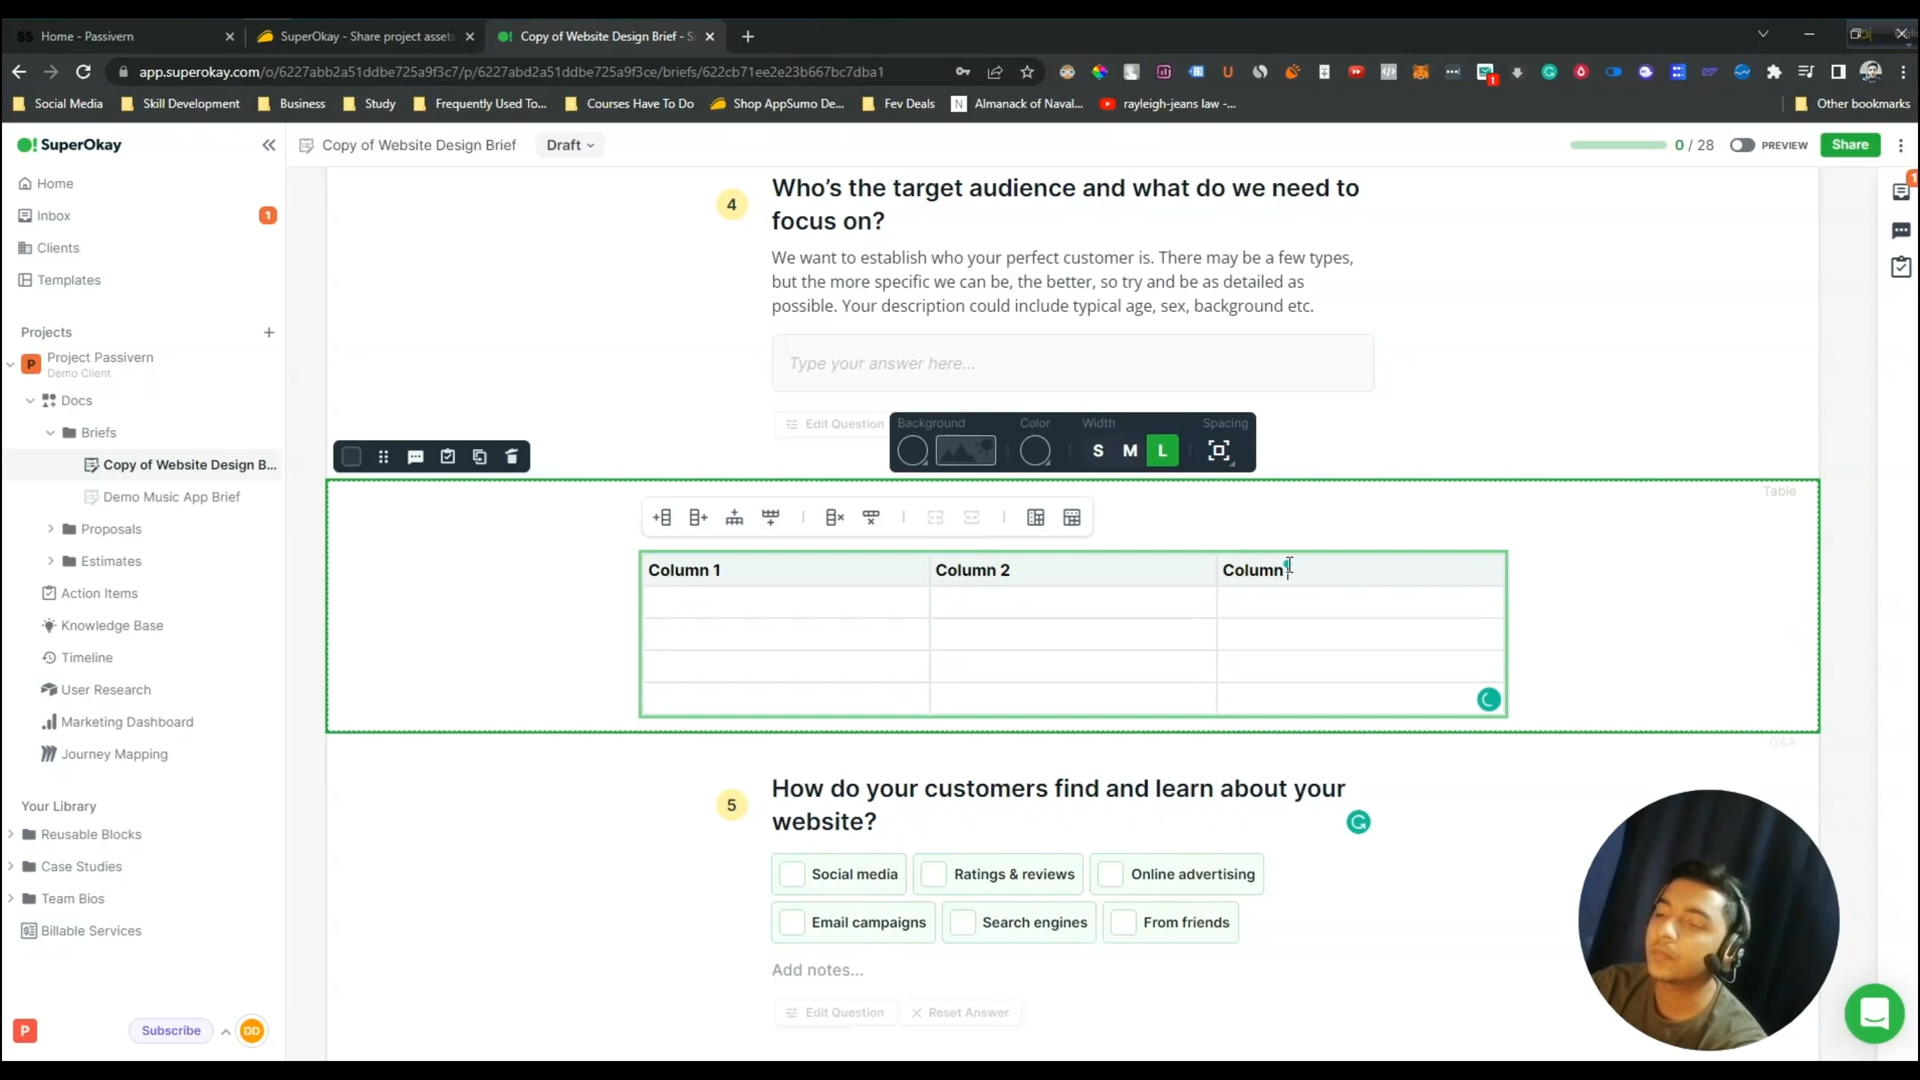 Home - Passivern
SuperOkay - Share project assets
Copy of Website Design Brief - S
app.superokay.com/o/6227abb2a51ddbe725a9f3c7/p/6227abd2a51ddbe725a9f3ce/briefs/622cb71ee2e23b667bc7dba1
1
Social Media
Skill Development
Business
Study
Frequently Used To...
Courses Have To Do
Shop AppSumo De...
Fev Deals
N
Almanack of Naval...
rayleigh-jeans law -...
Other bookmarks
SuperOkay
Copy of Website Design Brief
Draft
0 / 28
PREVIEW
Share
Home
Inbox
1
Clients
Templates
Projects
P
Project Passivern
Demo Client
Docs
Briefs
Copy of Website Design B...
Demo Music App Brief
Proposals
Estimates
Action Items
Knowledge Base
Timeline
User Research
Marketing Dashboard
Journey Mapping
Your Library
Reusable Blocks
Case Studies
Team Bios
Billable Services
P
Subscribe
DD
4
Who’s the target audience and what do we need to
focus on?
We want to establish who your perfect customer is. There may be a few types,
but the more specific we can be, the better, so try and be as detailed as
possible. Your description could include typical age, sex, background etc.
Type your answer here...
Edit Question
Background
Color
Width
Spacing
S
M
L
Table
Column 1
Column 2
Column
Q&A
5
How do your customers find and learn about your
website?
Social media
Ratings & reviews
Online advertising
Email campaigns
Search engines
From friends
Add notes...
Edit Question
Reset Answer
1